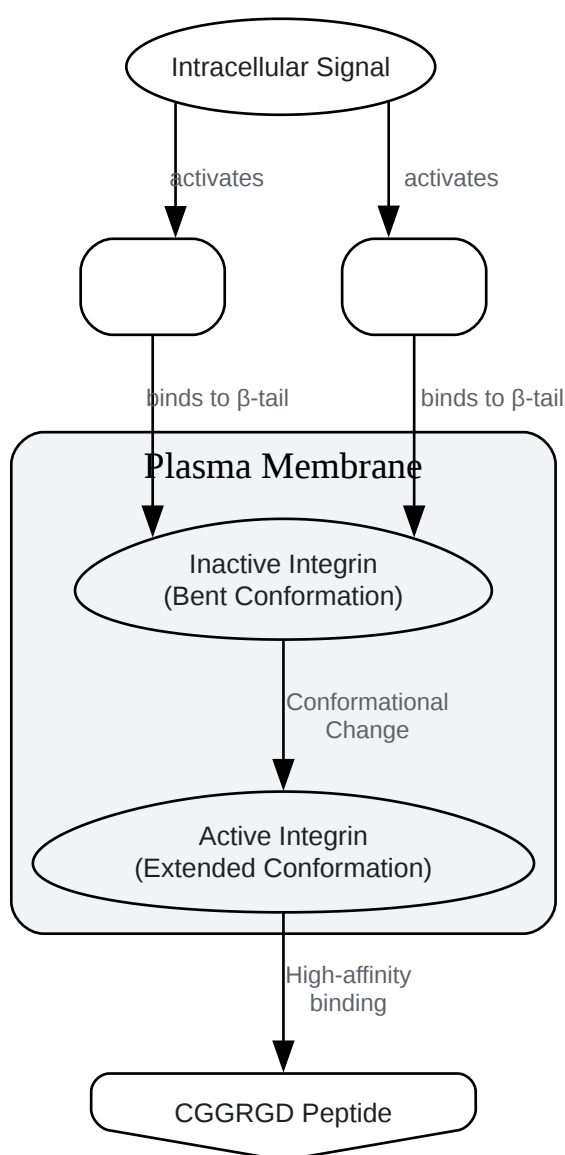 Intracellular Signal
activates
activates
binds to β-tail
binds to β-tail
Plasma Membrane
Inactive Integrin
(Bent Conformation)
Conformational
Change
Active Integrin
(Extended Conformation)
High-affinity
binding
CGGRGD Peptide